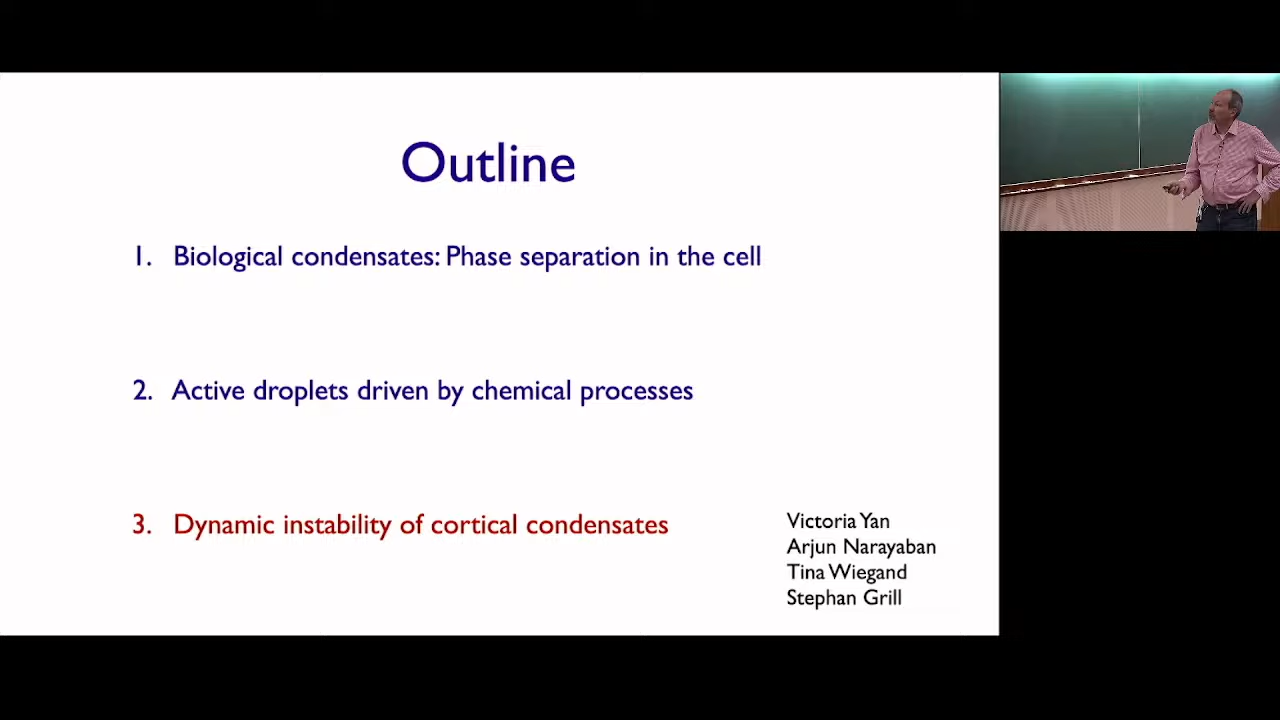 Outline
1. Biological condensates: Phase separation in the cell
2. Active droplets driven by chemical processes
3. Dynamic instability of cortical condensates
Victoria Yan
Arjun Narayaban
Tina Wiegand
Stephan Grill